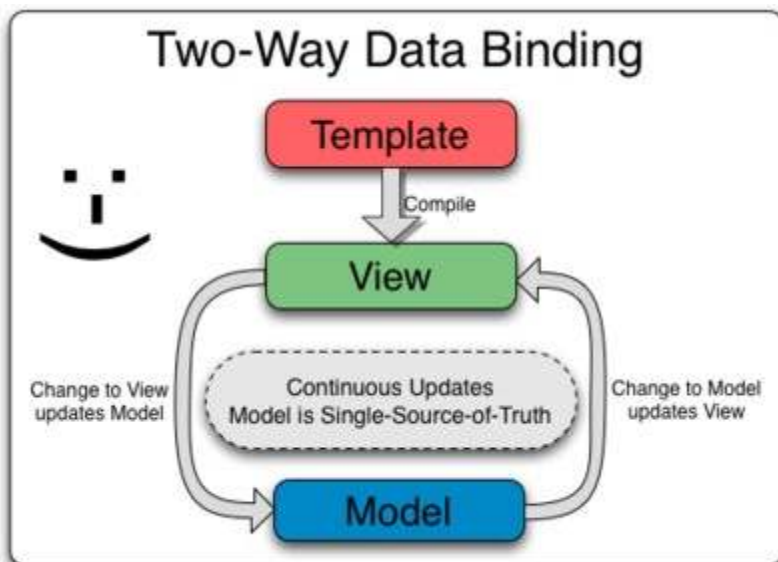 Two-Way Data Binding
Template
Compile
View
Change to View
updates Model
Continuous Updates
Model is Single-Source-of-Truth
Change to Model
updates View
Model